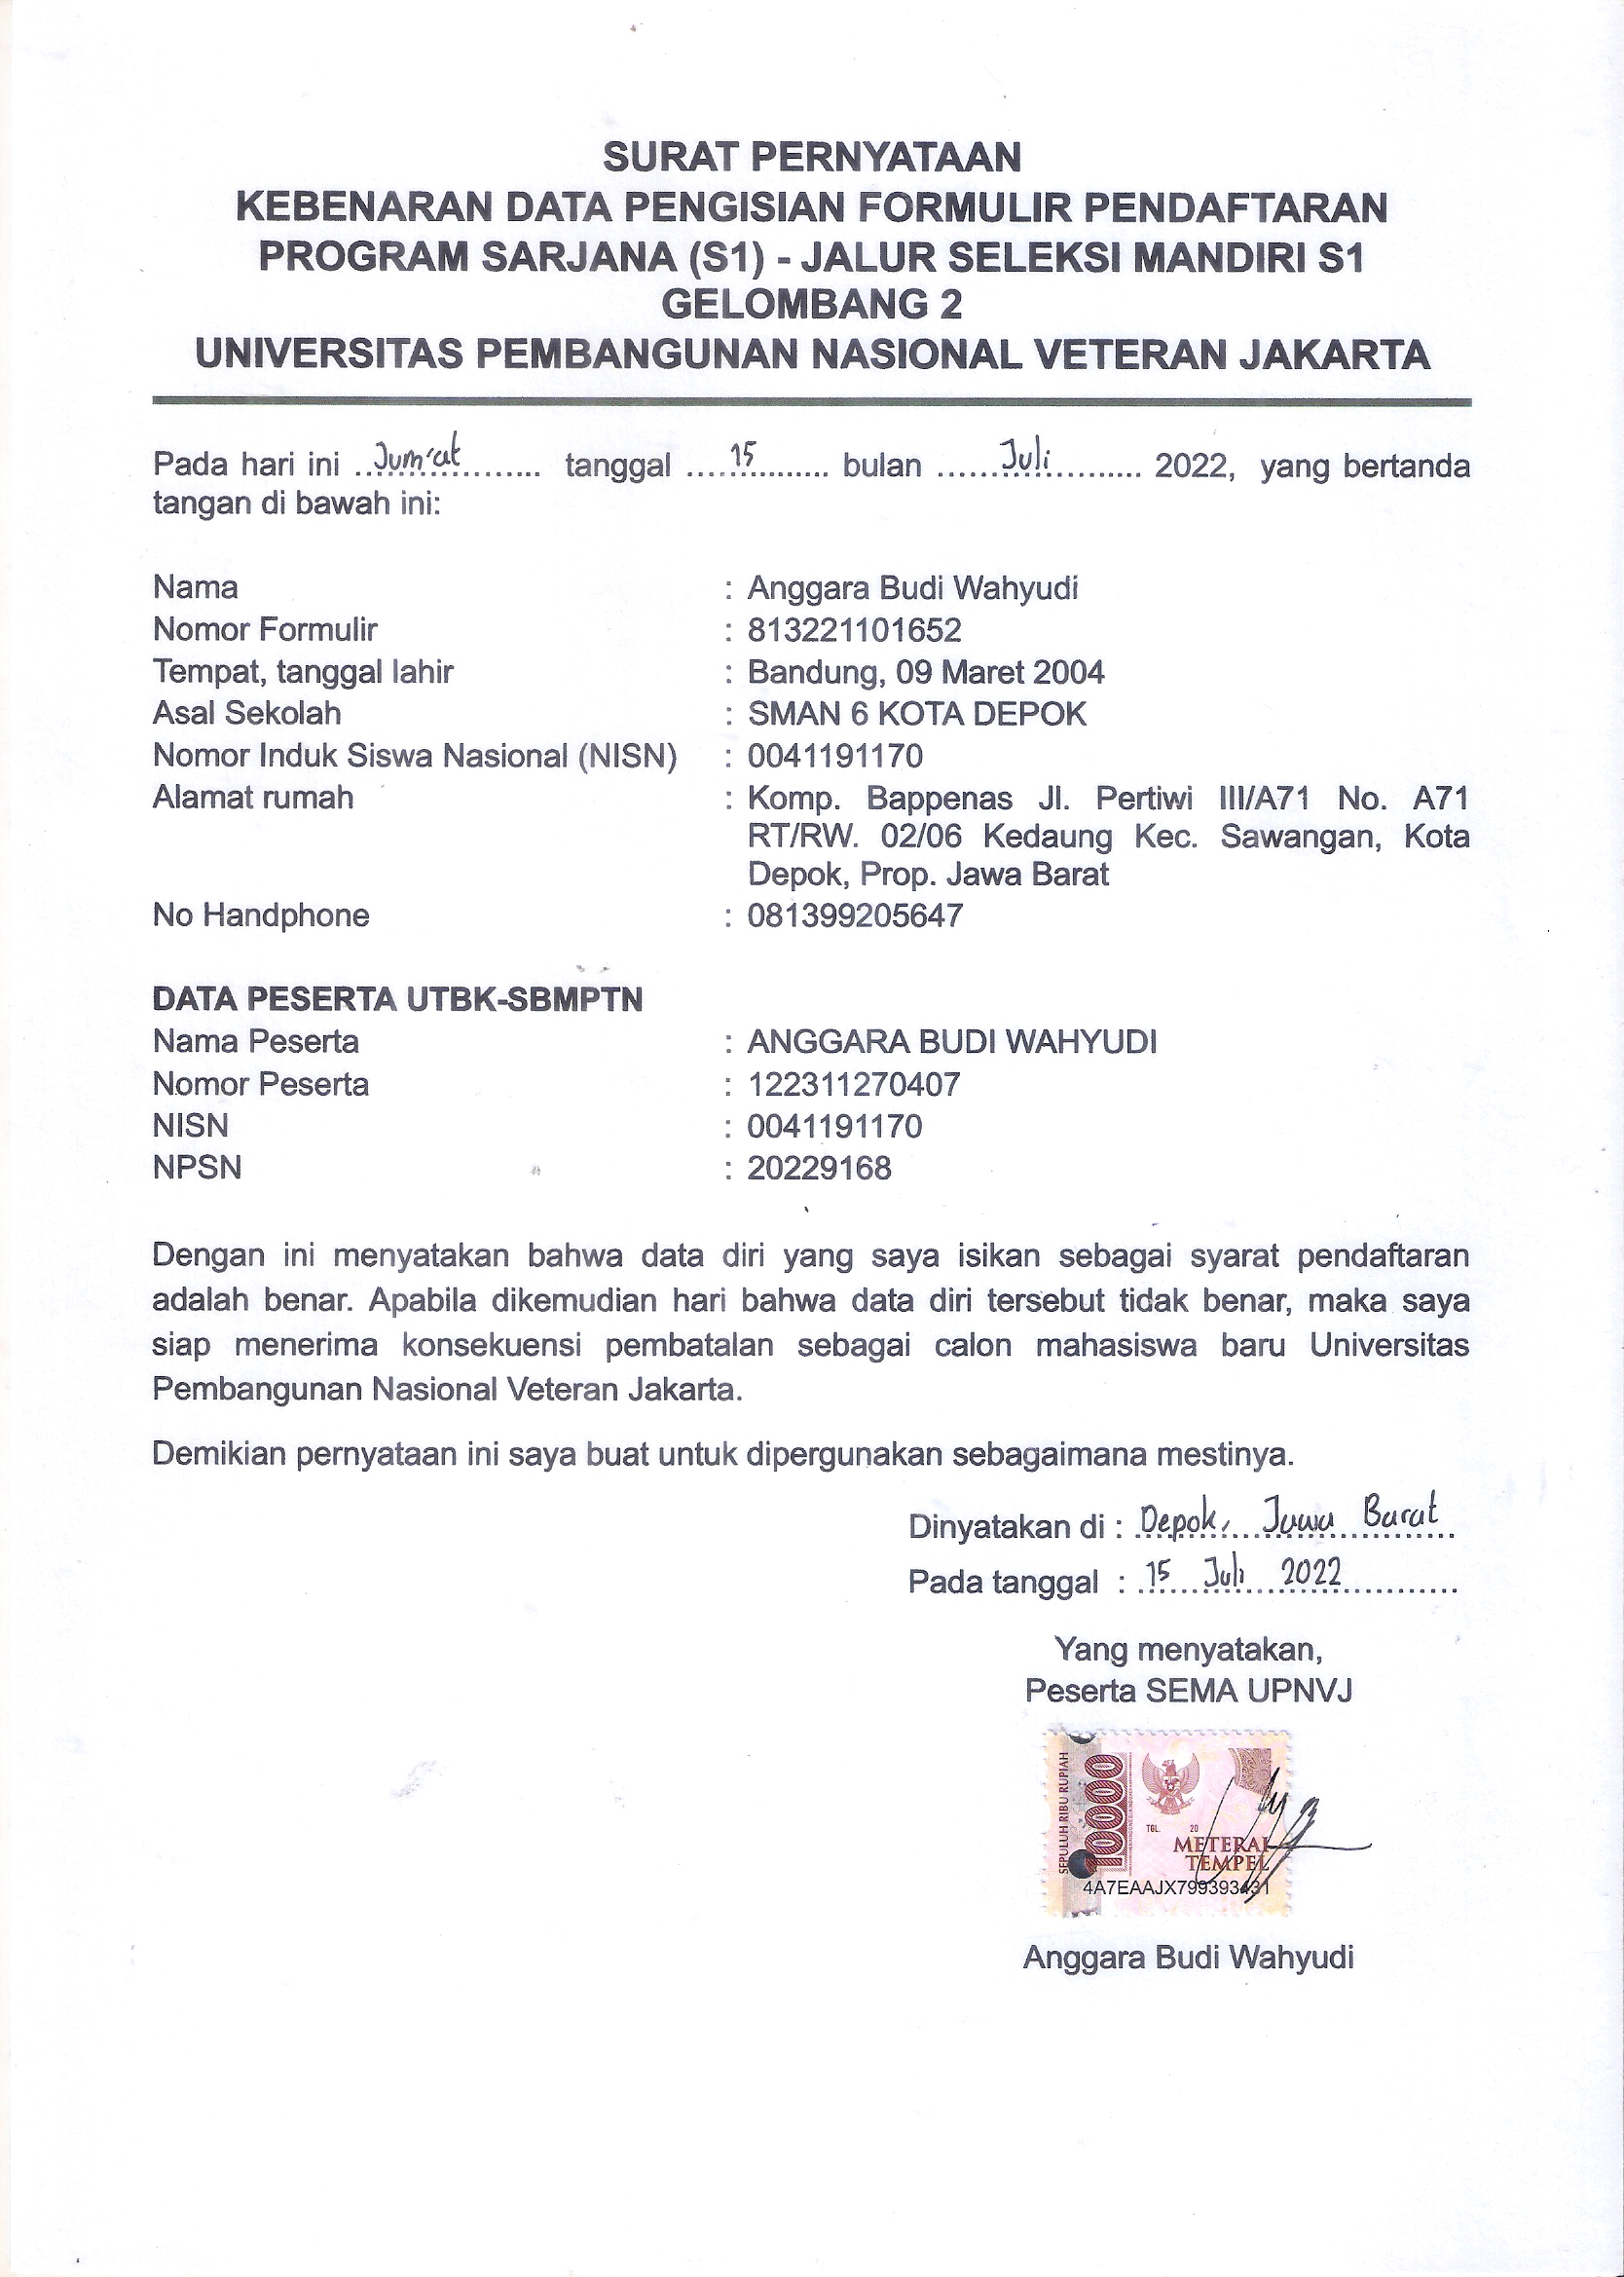 SURAT PERNYATAAN
KEBENARAN DATA PENGISIAN FORMULIR PENDAFTARAN
PROGRAM SARJANA (S1) - JALUR SELEKSI MANDIRI S1
GELOMBANG 2
UNIVERSITAS PEMBANGUNAN NASIONAL VETERAN JAKARTA
Pada hari ini Jum'at tanggal 15 bulan Juli 2022, yang bertanda
tangan di bawah ini:
Nama : Anggara Budi Wahyudi
Nomor Formulir : 813221101652
Tempat, tanggal lahir : Bandung, 09 Maret 2004
Asal Sekolah : SMAN 6 KOTA DEPOK
Nomor Induk Siswa Nasional (NISN) : 0041191170
Alamat rumah : Komp. Bappenas Jl. Pertiwi III/A71 No. A71
RT/RW. 02/06 Kedaung Kec. Sawangan, Kota
Depok, Prop. Jawa Barat
No Handphone : 081399205647
DATA PESERTA UTBK-SBMPTN
Nama Peserta : ANGGARA BUDI WAHYUDI
Nomor Peserta : 122311270407
NISN : 0041191170
NPSN : 20229168
Dengan ini menyatakan bahwa data diri yang saya isikan sebagai syarat pendaftaran
adalah benar. Apabila dikemudian hari bahwa data diri tersebut tidak benar, maka saya
siap menerima konsekuensi pembatalan sebagai calon mahasiswa baru Universitas
Pembangunan Nasional Veteran Jakarta.
Demikian pernyataan ini saya buat untuk dipergunakan sebagaimana mestinya.
Dinyatakan di : Depok, Jawa Barat
Pada tanggal : 15 Juli 2022
Yang menyatakan,
Peserta SEMA UPNVJ
SEPULUH RIBU RUPIAH
10000
TGL. 20
METERAI
TEMPEL
4A7EAAJX799393431
Anggara Budi Wahyudi